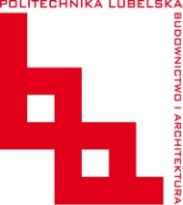 POLITECHNIKA LUBELSKA
BUDOWNICTWO I ARCHITEKTURA